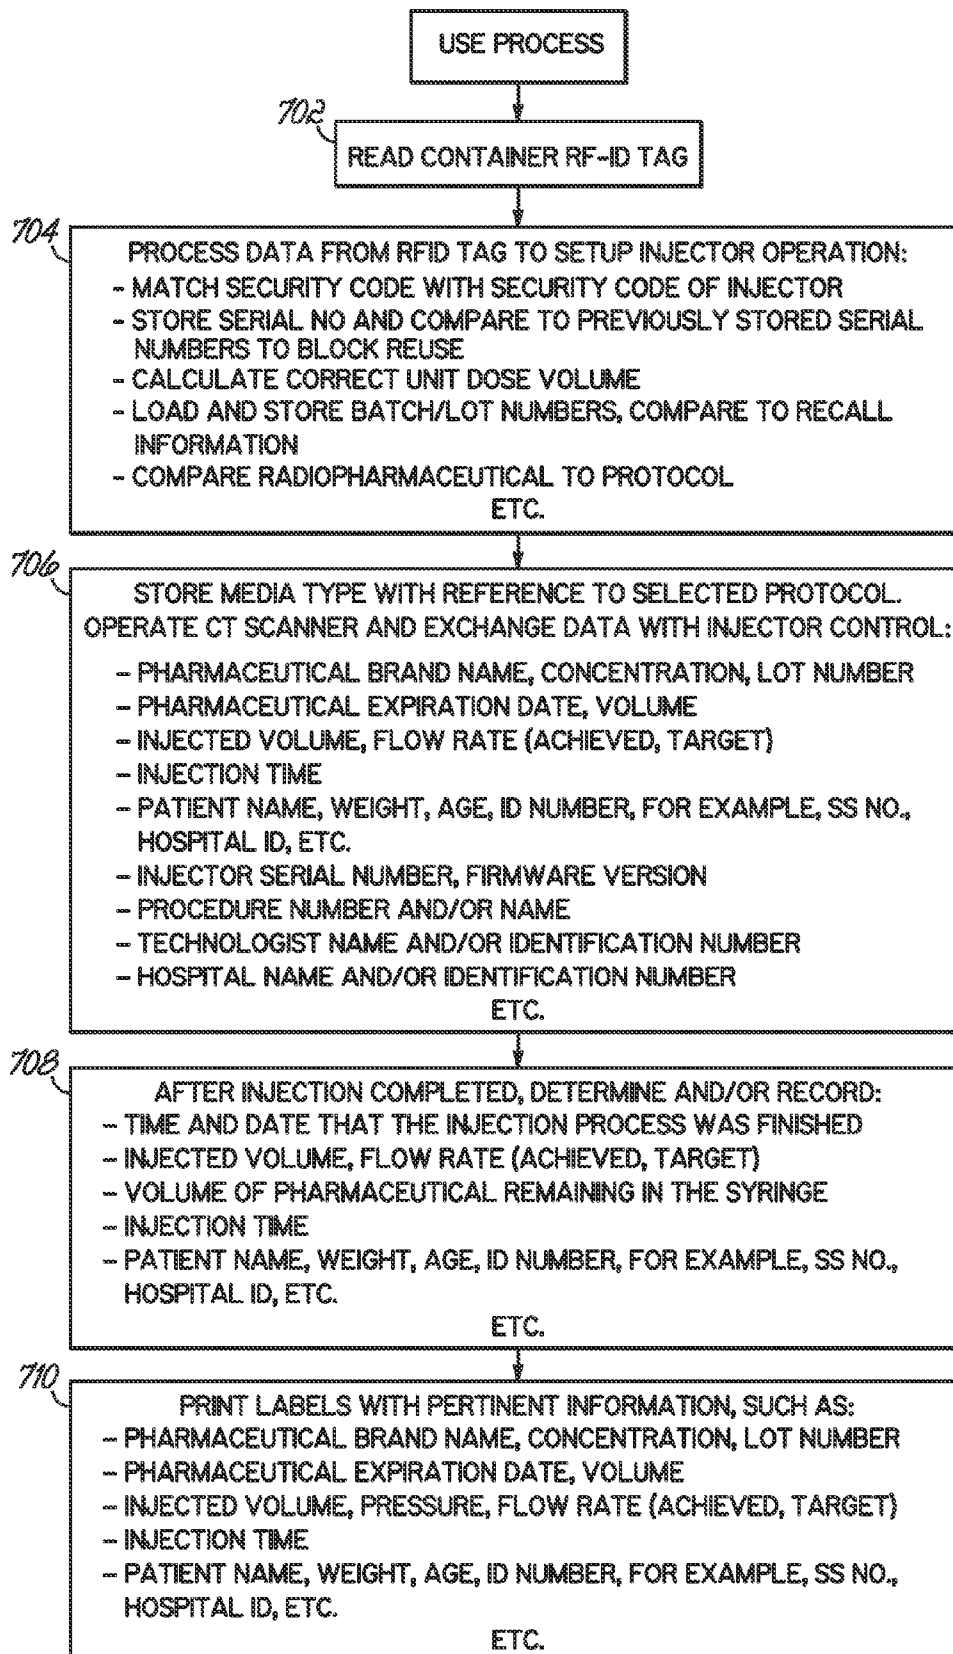 USE PROCESS
702
READ CONTAINER RF-ID TAG
704
PROCESS DATA FROM RFID TAG TO SETUP INJECTOR OPERATION:
- MATCH SECURITY CODE WITH SECURITY CODE OF INJECTOR
- STORE SERIAL NO AND COMPARE TO PREVIOUSLY STORED SERIAL
NUMBERS TO BLOCK REUSE
- CALCULATE CORRECT UNIT DOSE VOLUME
- LOAD AND STORE BATCH/LOT NUMBERS, COMPARE TO RECALL
INFORMATION
- COMPARE RADIOPHARMACEUTICAL TO PROTOCOL
ETC.
706
STORE MEDIA TYPE WITH REFERENCE TO SELECTED PROTOCOL.
OPERATE CT SCANNER AND EXCHANGE DATA WITH INJECTOR CONTROL:
- PHARMACEUTICAL BRAND NAME, CONCENTRATION, LOT NUMBER
- PHARMACEUTICAL EXPIRATION DATE, VOLUME
- INJECTED VOLUME, FLOW RATE (ACHIEVED, TARGET)
- INJECTION TIME
- PATIENT NAME, WEIGHT, AGE, ID NUMBER, FOR EXAMPLE, SS NO.,
HOSPITAL ID, ETC.
- INJECTOR SERIAL NUMBER, FIRMWARE VERSION
- PROCEDURE NUMBER AND/OR NAME
- TECHNOLOGIST NAME AND/OR IDENTIFICATION NUMBER
- HOSPITAL NAME AND/OR IDENTIFICATION NUMBER
ETC.
708
AFTER INJECTION COMPLETED, DETERMINE AND/OR RECORD:
- TIME AND DATE THAT THE INJECTION PROCESS WAS FINISHED
- INJECTED VOLUME, FLOW RATE (ACHIEVED, TARGET)
- VOLUME OF PHARMACEUTICAL REMAINING IN THE SYRINGE
- INJECTION TIME
- PATIENT NAME, WEIGHT, AGE, ID NUMBER, FOR EXAMPLE, SS NO.,
HOSPITAL ID, ETC.
ETC.
710
PRINT LABELS WITH PERTINENT INFORMATION, SUCH AS:
- PHARMACEUTICAL BRAND NAME, CONCENTRATION, LOT NUMBER
- PHARMACEUTICAL EXPIRATION DATE, VOLUME
- INJECTED VOLUME, PRESSURE, FLOW RATE (ACHIEVED, TARGET)
- INJECTION TIME
- PATIENT NAME, WEIGHT, AGE, ID NUMBER, FOR EXAMPLE, SS NO.,
HOSPITAL ID, ETC.
ETC.